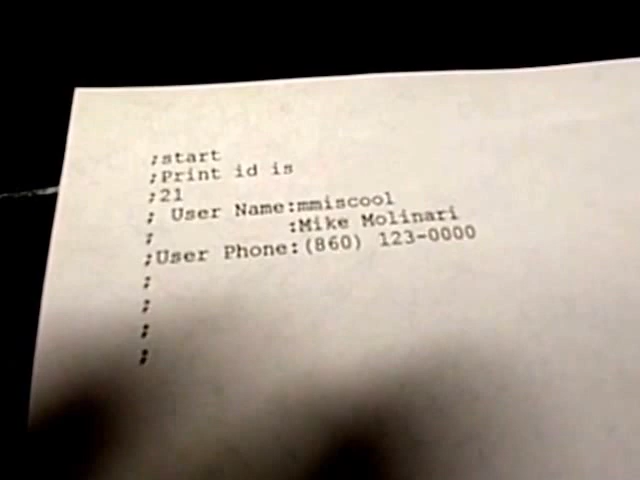 ;start
;Print id is
;21
; User Name:mmiscool
;          :Mike Molinari
;User Phone:(860) 123-0000
;
;
;
;